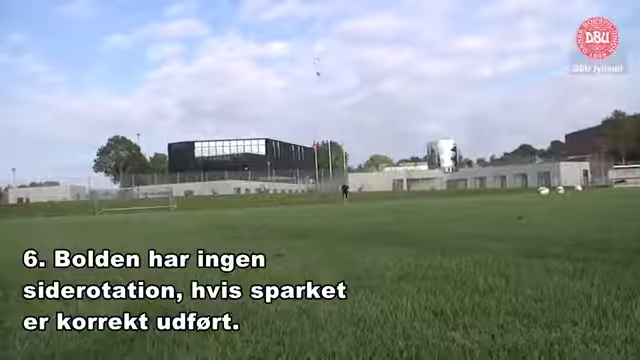 DBU
DBU Jylland
6. Bolden har ingen
siderotation, hvis sparket
er korrekt udført.